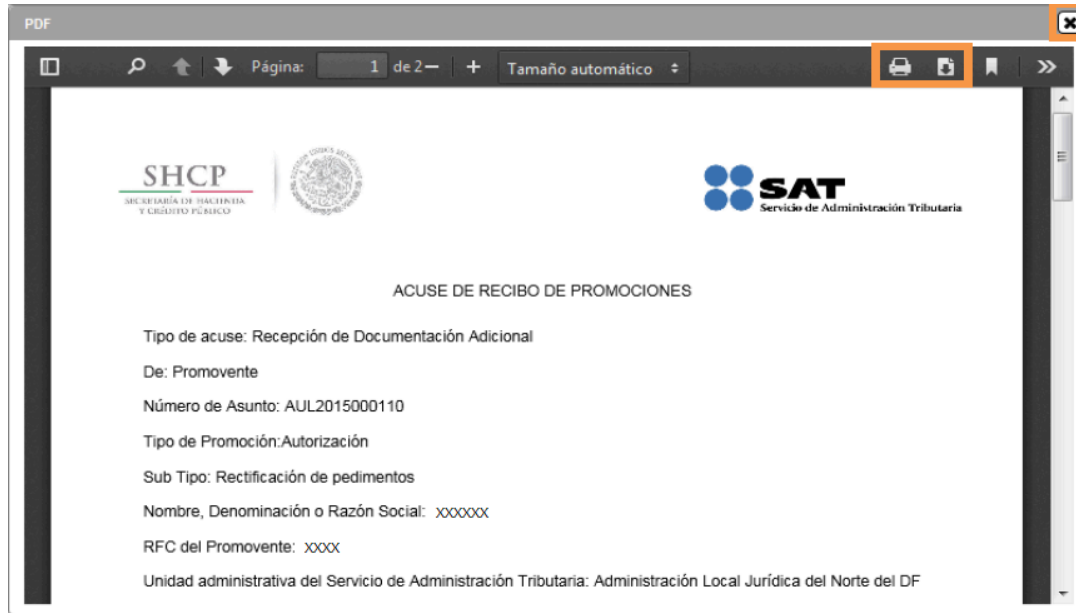 PDF
Página: 1 de 2
Tamaño automático
SHCP
SECRETARÍA DE HACIENDA
Y CRÉDITO PÚBLICO
SAT
Servicio de Administración Tributaria
ACUSE DE RECIBO DE PROMOCIONES
Tipo de acuse: Recepción de Documentación Adicional
De: Promovente
Número de Asunto: AUL2015000110
Tipo de Promoción:Autorización
Sub Tipo: Rectificación de pedimentos
Nombre, Denominación o Razón Social: XXXXXX
RFC del Promovente: XXXX
Unidad administrativa del Servicio de Administración Tributaria: Administración Local Jurídica del Norte del DF